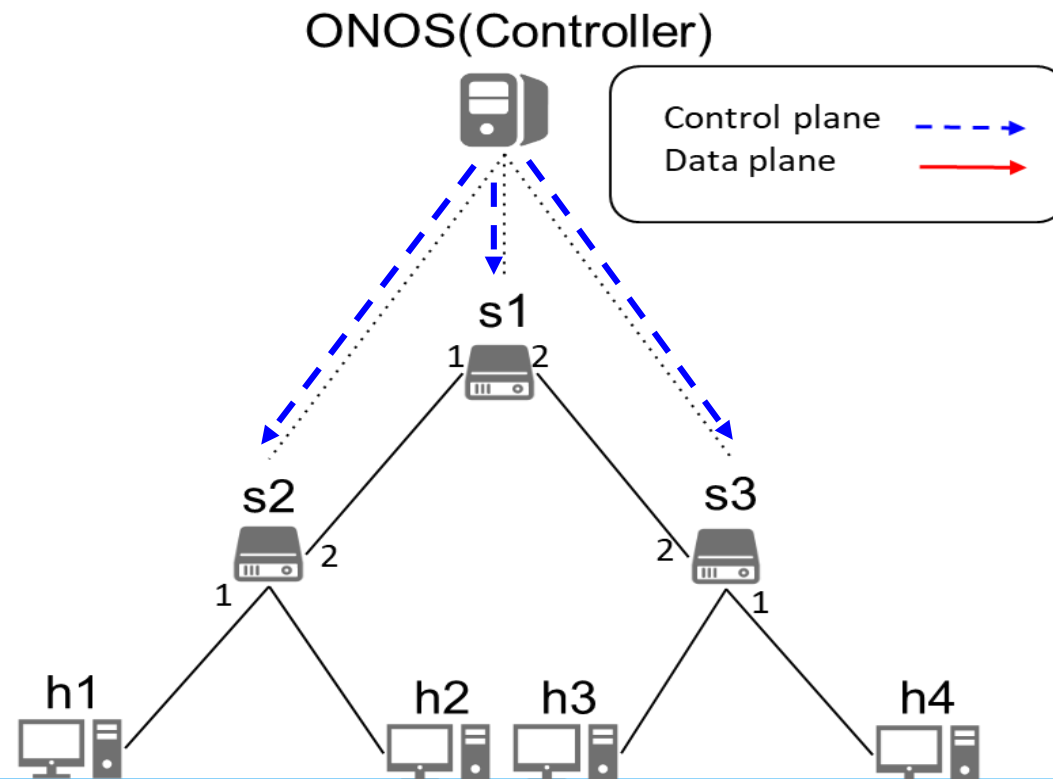 ONOS(Controller)
Control plane
Data plane
s1
1 2
s2
s3
2
2
1
1
h1
h2
h3
h4